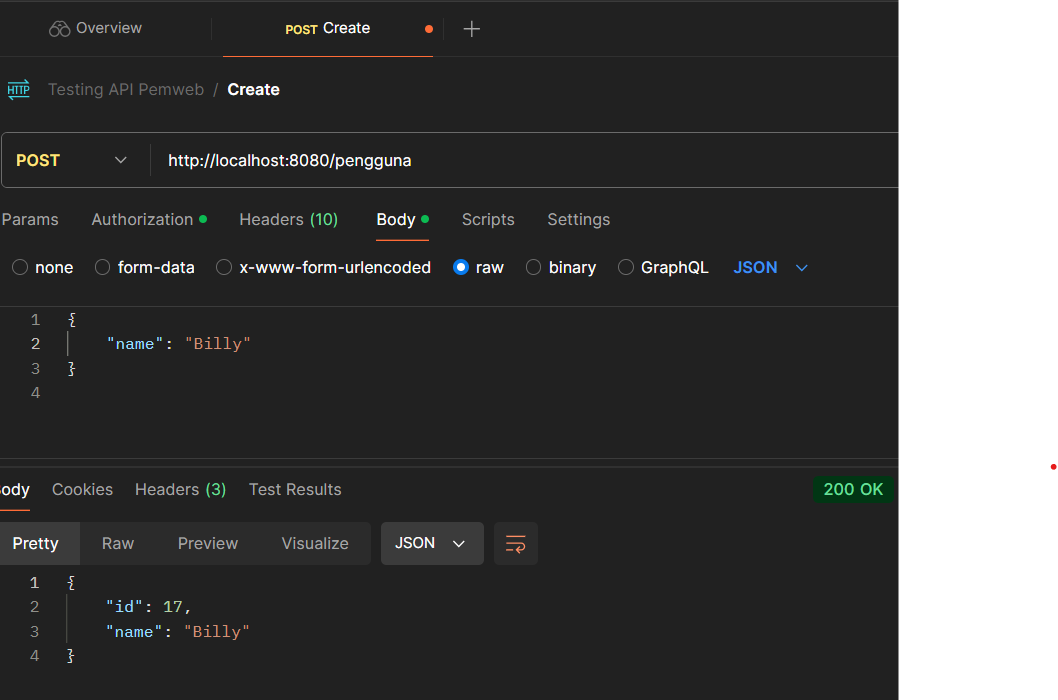 Overview POST Create
HTTP Testing API Pemweb / Create
POST http://localhost:8080/pengguna
Params Authorization Headers (10) Body Scripts Settings
none form-data x-www-form-urlencoded raw binary GraphQL JSON
1 {
2 "name": "Billy"
3 }
4
ody Cookies Headers (3) Test Results 200 OK
Pretty Raw Preview Visualize JSON
1 {
2 "id": 17,
3 "name": "Billy"
4 }